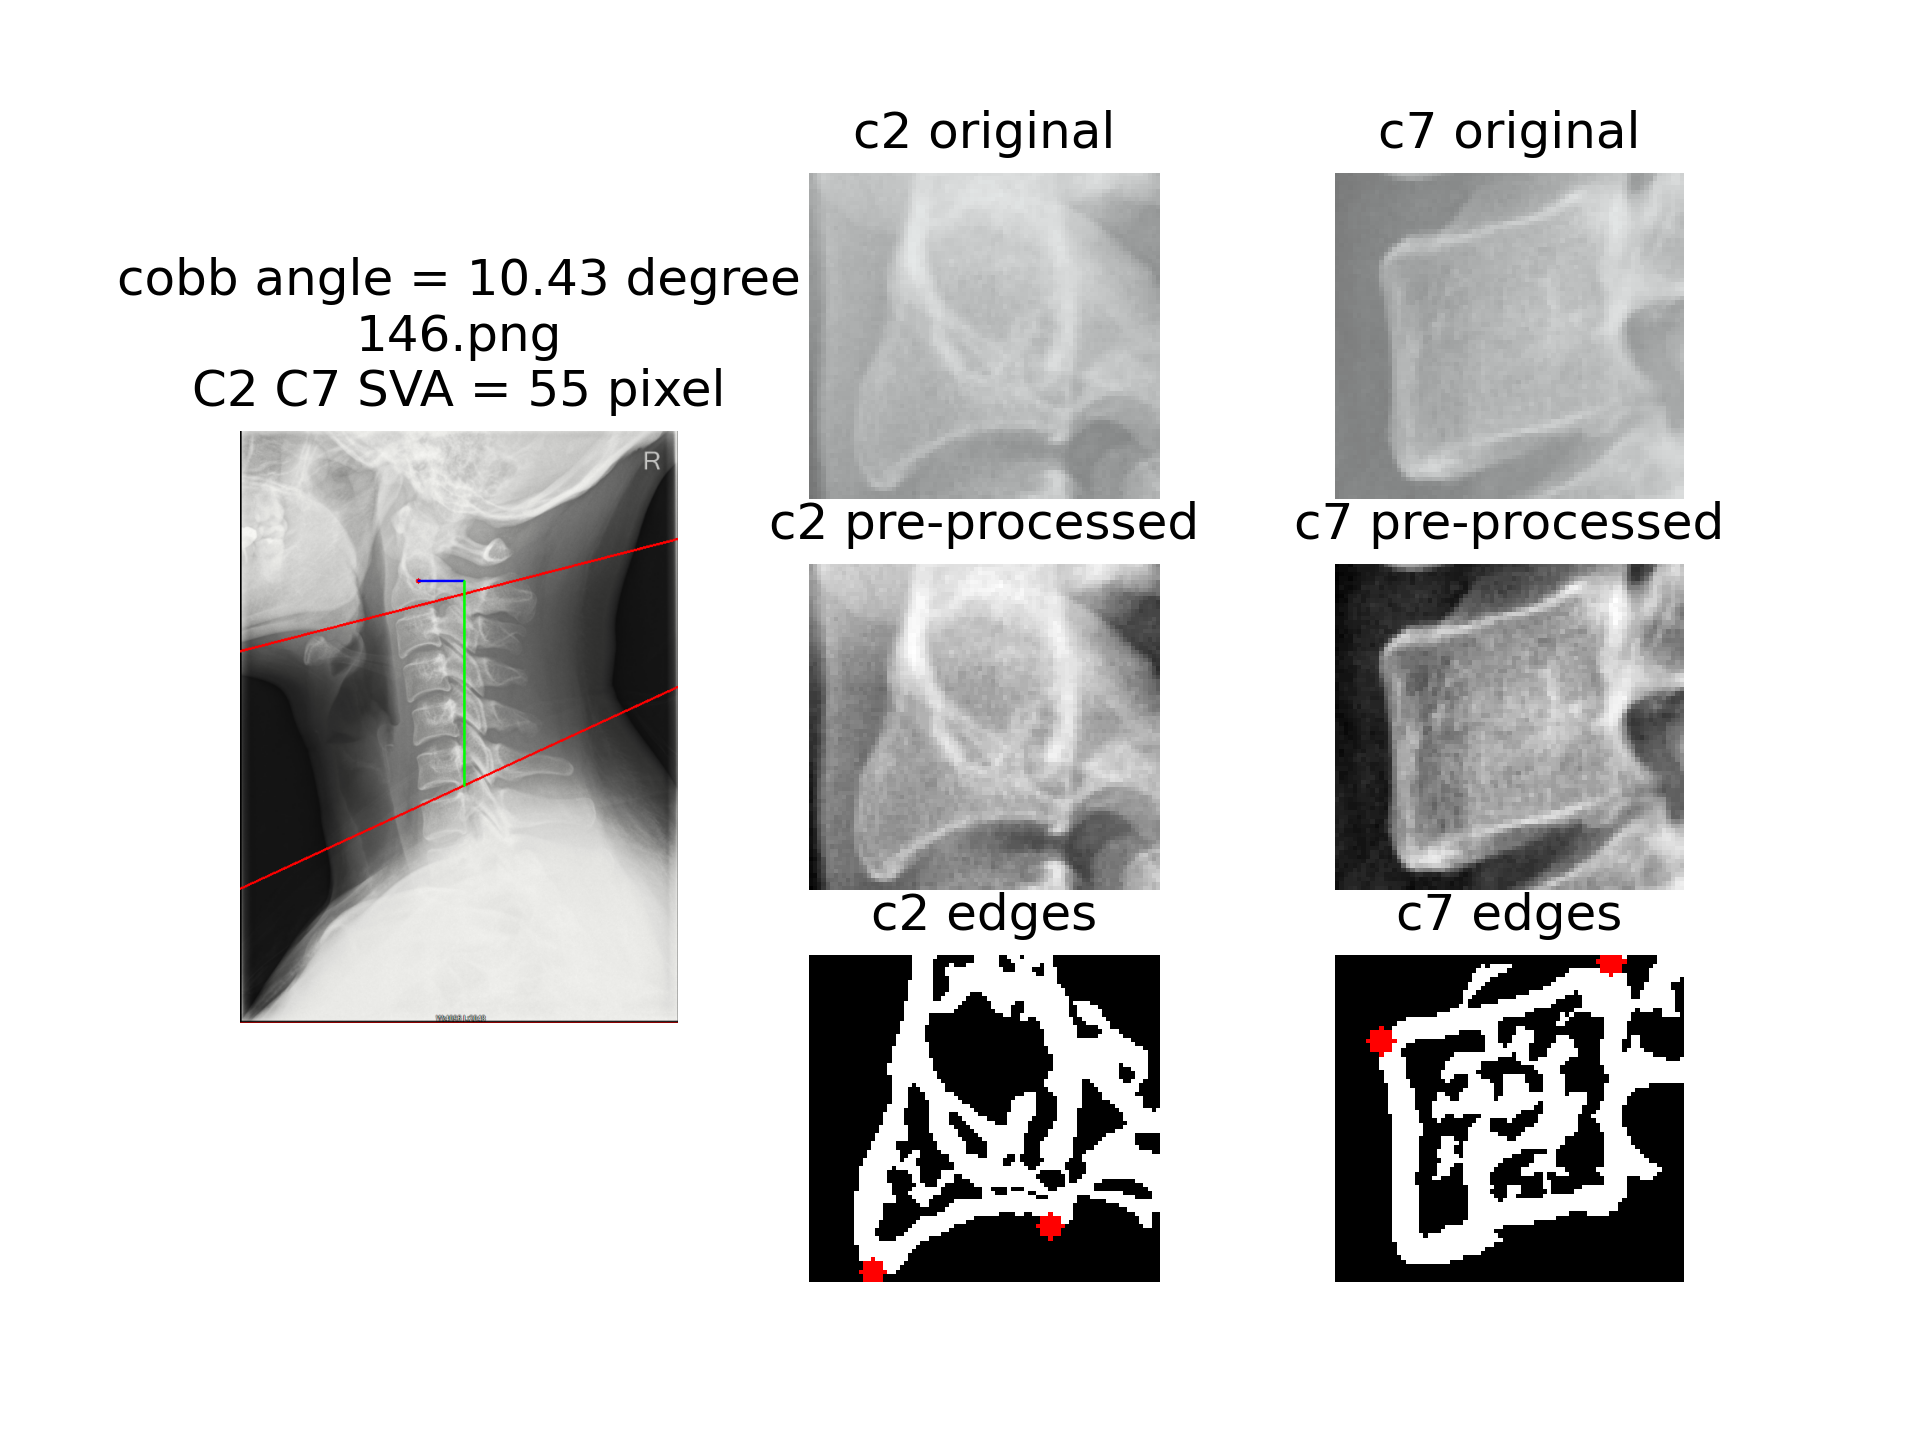 cobb angle = 10.43 degree
146.png
C2 C7 SVA = 55 pixel
R
c2 original
c7 original
c2 pre-processed
c7 pre-processed
c2 edges
c7 edges